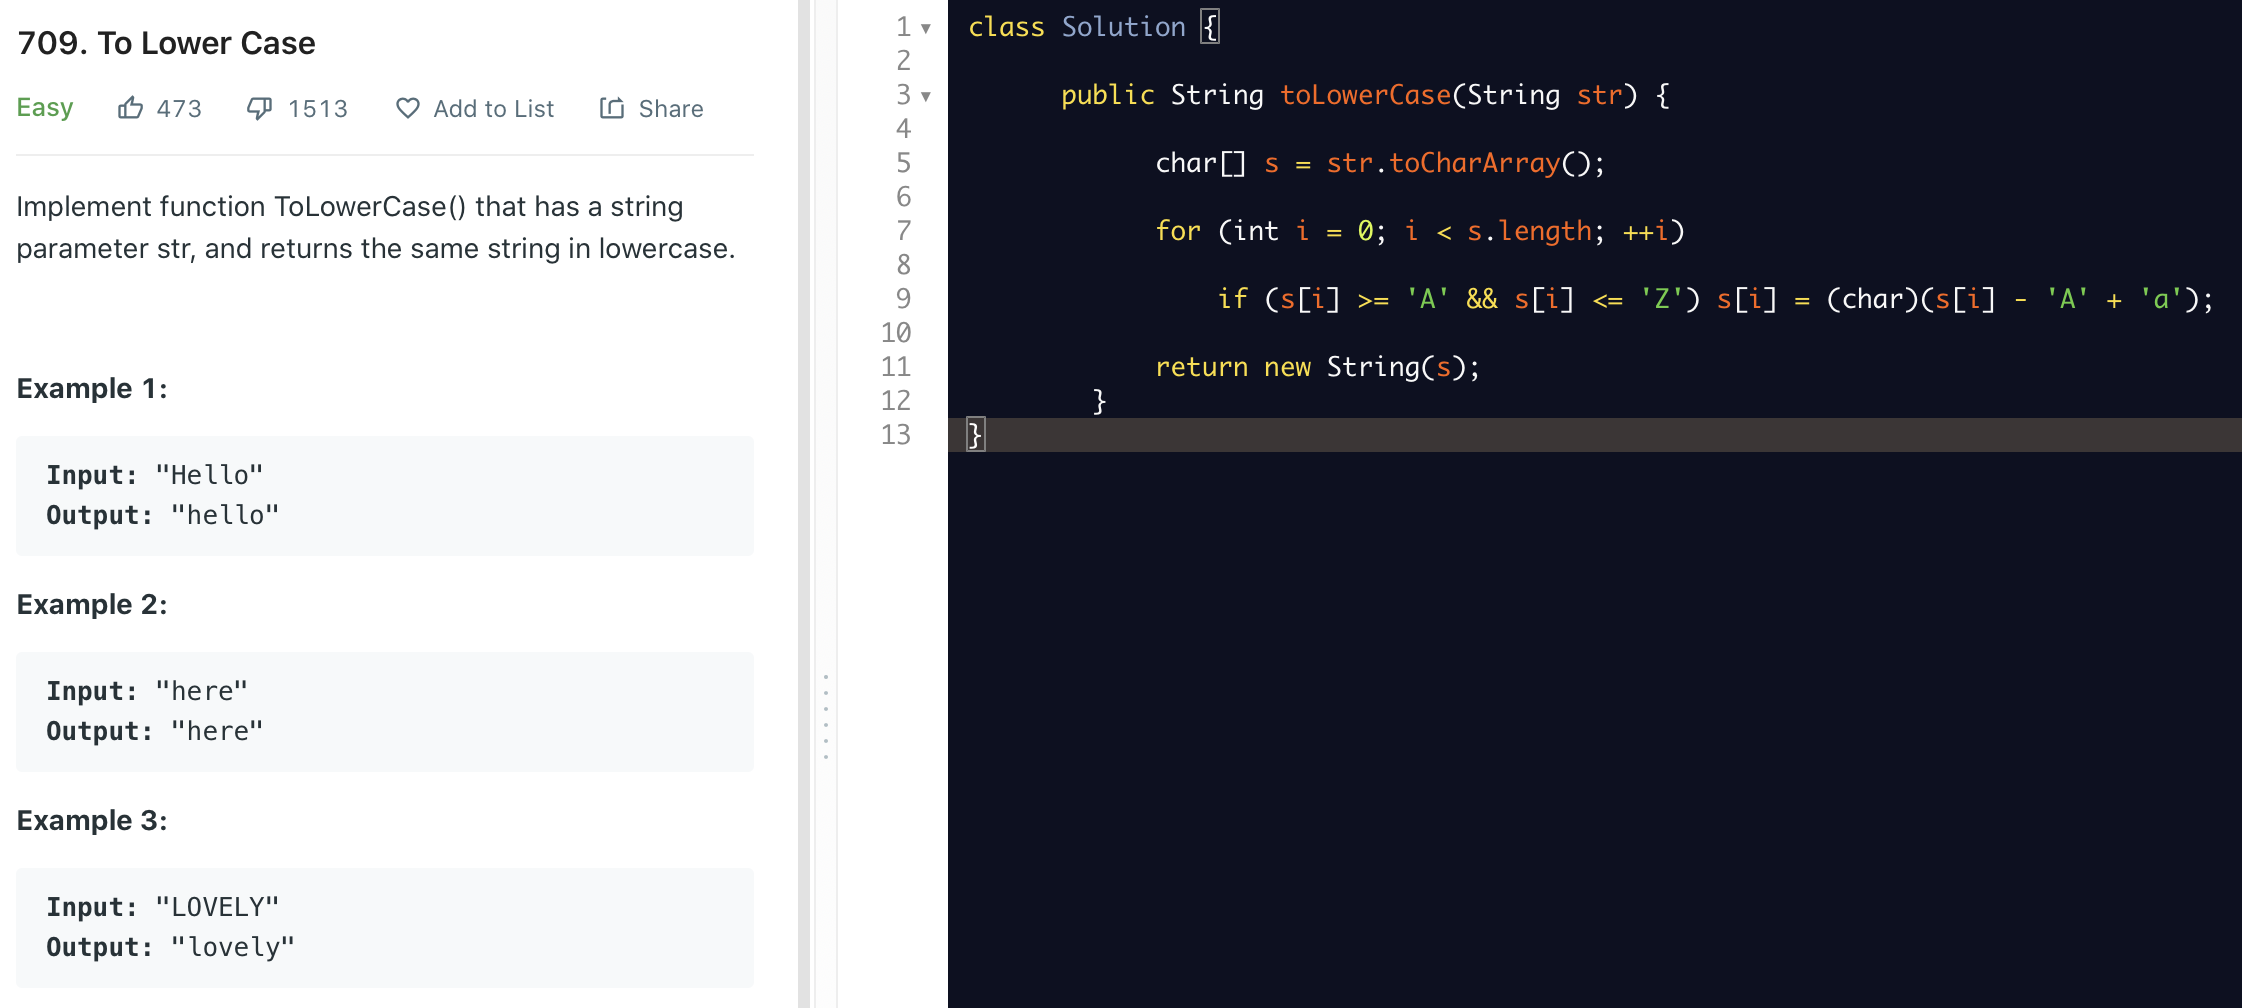 709. To Lower Case
Easy 473 1513 Add to List Share
Implement function ToLowerCase() that has a string
parameter str, and returns the same string in lowercase.
Example 1:
Input: "Hello"
Output: "hello"
Example 2:
Input: "here"
Output: "here"
Example 3:
Input: "LOVELY"
Output: "lovely"
1 class Solution {
2
3 public String toLowerCase(String str) {
4
5 char[] s = str.toCharArray();
6
7 for (int i = 0; i < s.length; ++i)
8
9 if (s[i] >= 'A' && s[i] <= 'Z') s[i] = (char)(s[i] - 'A' + 'a');
10
11 return new String(s);
12 }
13 }